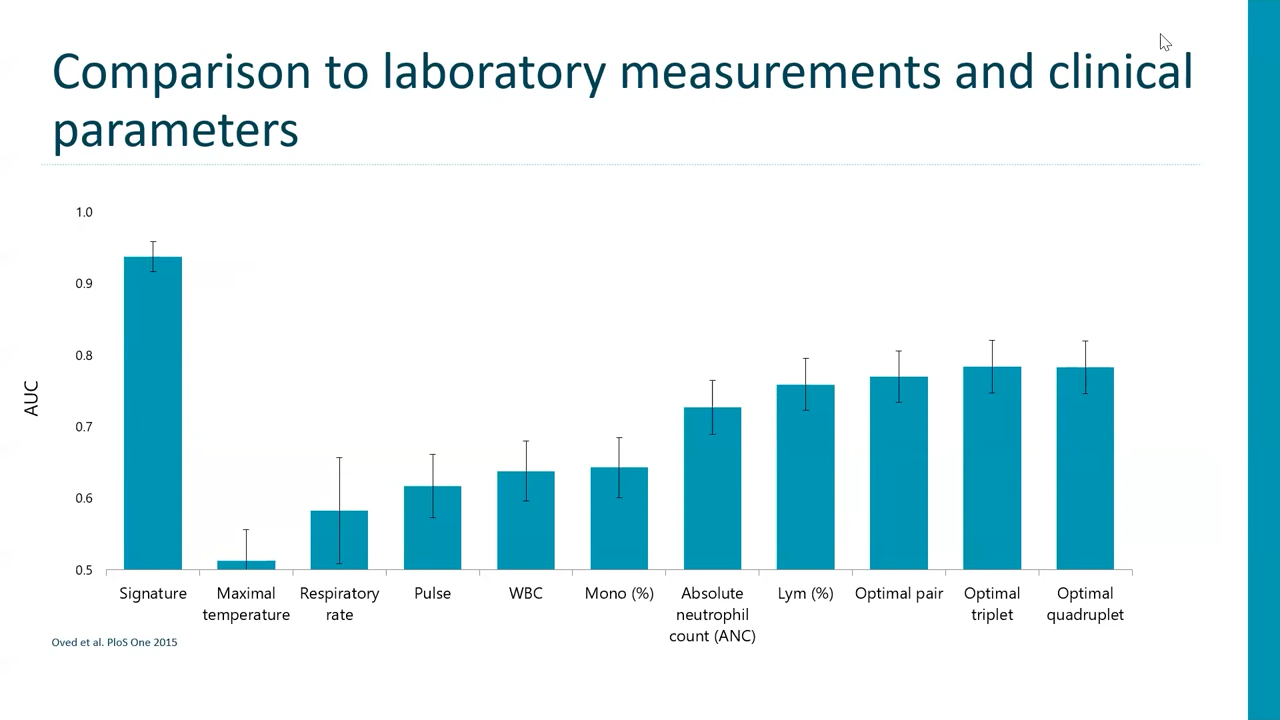 Comparison to laboratory measurements and clinical
parameters
AUC
1.0
0.9
0.8
0.7
0.6
0.5
Signature
Maximal
temperature
Respiratory
rate
Pulse
WBC
Mono (%)
Absolute
neutrophil
count (ANC)
Lym (%)
Optimal pair
Optimal
triplet
Optimal
quadruplet
Oved et al. PloS One 2015